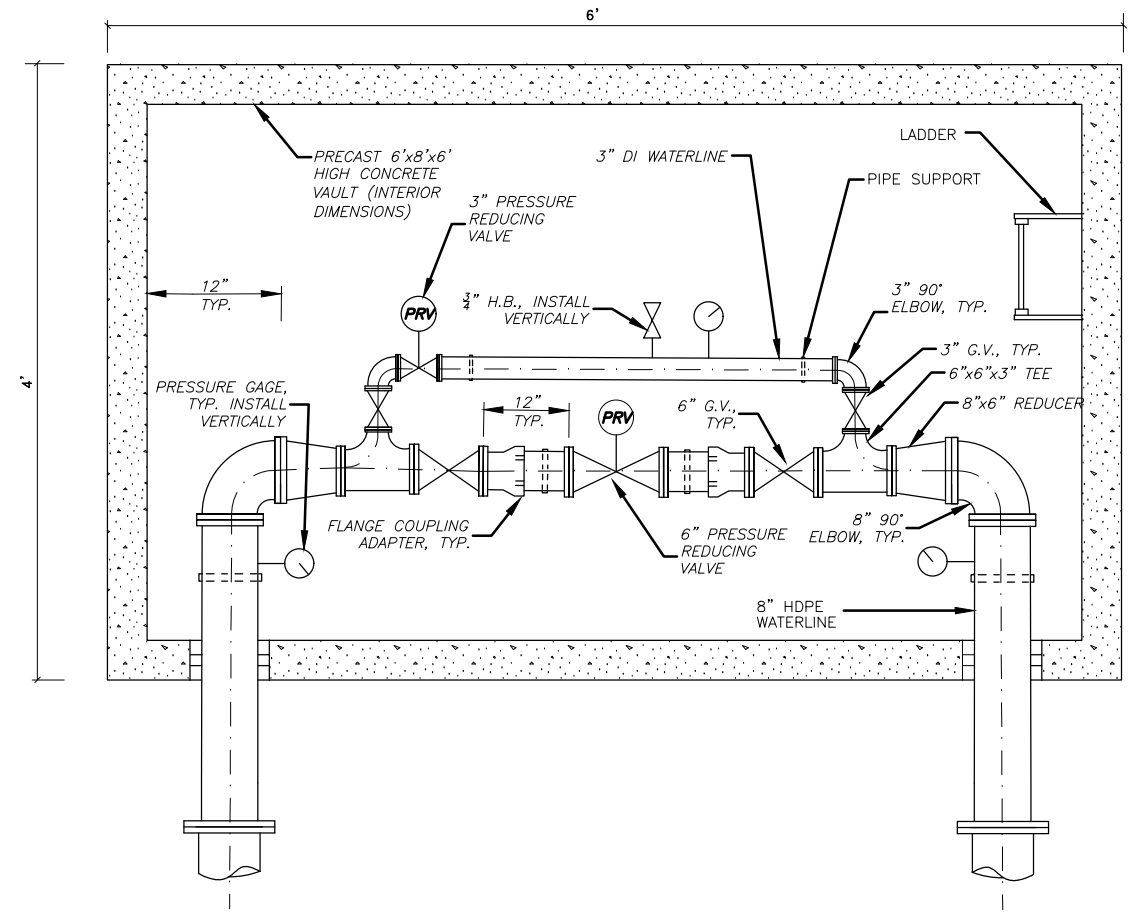 6'
4'
PRECAST 6'x8'x6'
HIGH CONCRETE
VAULT (INTERIOR
DIMENSIONS)
3" PRESSURE
REDUCING
VALVE
3" DI WATERLINE
LADDER
PIPE SUPPORT
12"
TYP.
PRV
3/4" H.B., INSTALL
VERTICALLY
3" 90°
ELBOW, TYP.
3" G.V., TYP.
6"x6"x3" TEE
8"x6" REDUCER
PRESSURE GAGE,
TYP. INSTALL
VERTICALLY
12"
TYP.
PRV
6" G.V.,
TYP.
FLANGE COUPLING
ADAPTER, TYP.
6" PRESSURE
REDUCING
VALVE
8" 90°
ELBOW, TYP.
8" HDPE
WATERLINE